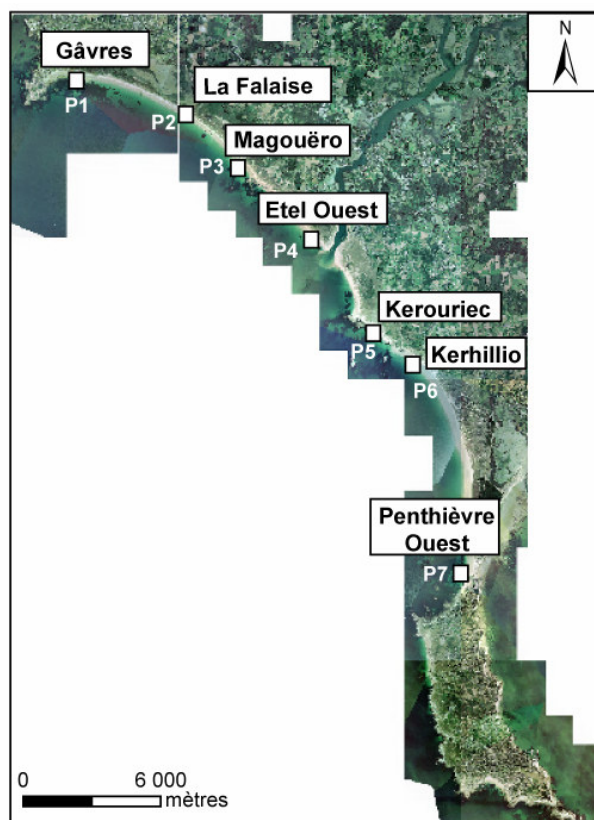 N
Gâvres
P1
La Falaise
P2
Magouëro
P3
Etel Ouest
P4
Kerouriec
P5
Kerhillio
P6
Penthièvre
Ouest
P7
0 6 000
mètres